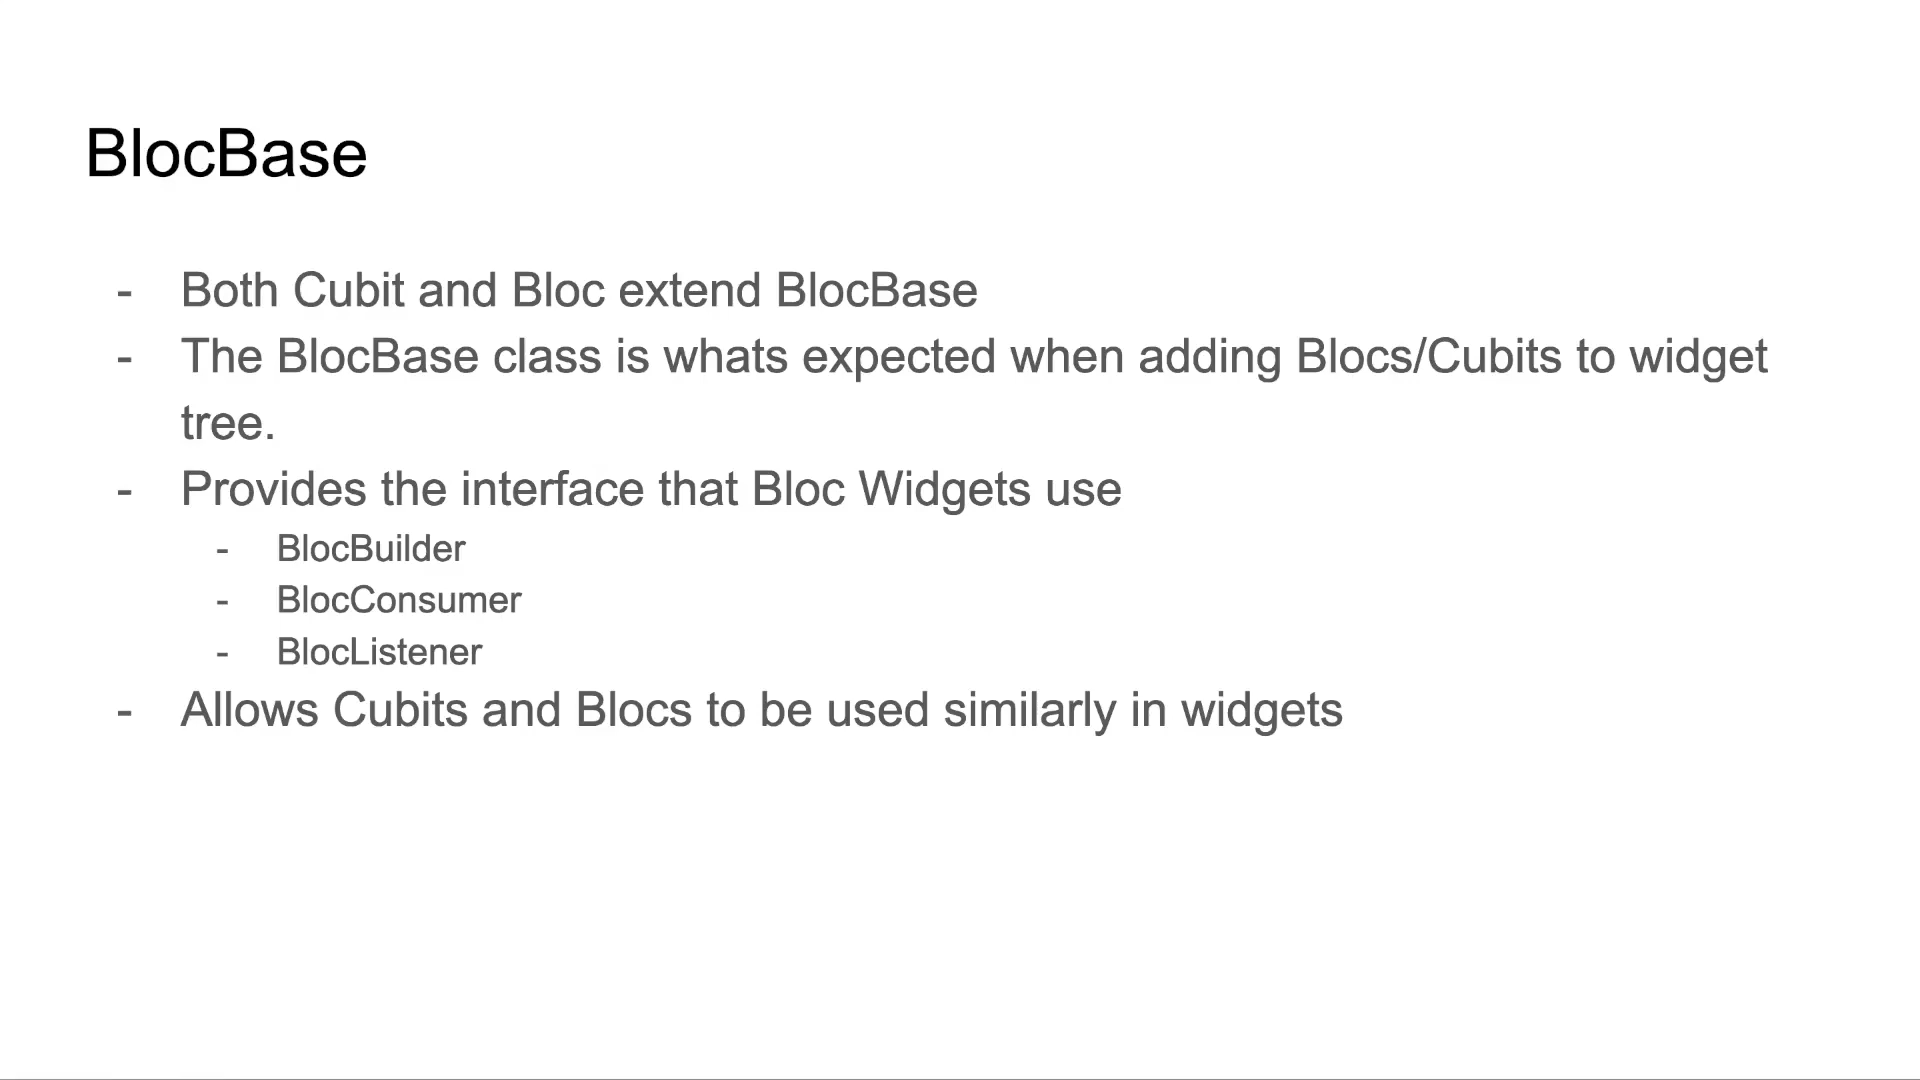 BlocBase
- Both Cubit and Bloc extend BlocBase
- The BlocBase class is whats expected when adding Blocs/Cubits to widget
tree.
- Provides the interface that Bloc Widgets use
- BlocBuilder
- BlocConsumer
- BlocListener
- Allows Cubits and Blocs to be used similarly in widgets